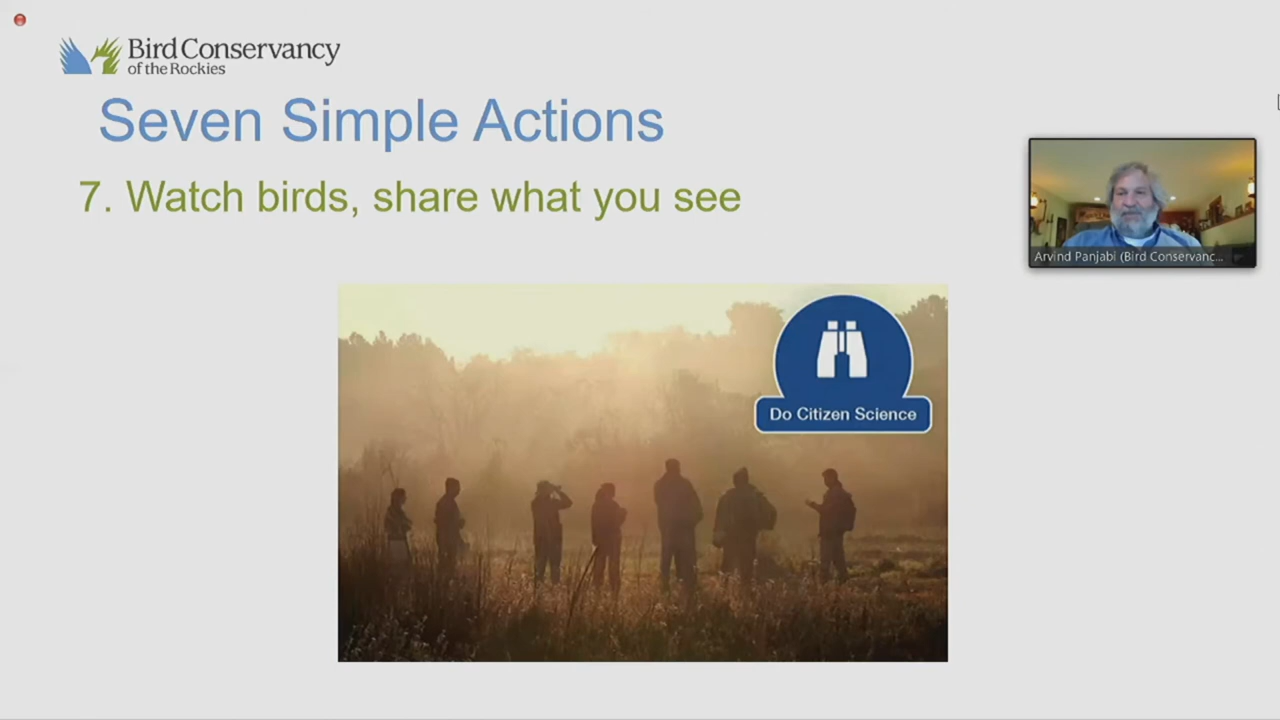 Bird Conservancy
of the Rockies
Seven Simple Actions
7. Watch birds, share what you see
Arvind Panjabi (Bird Conservanc...
Do Citizen Science